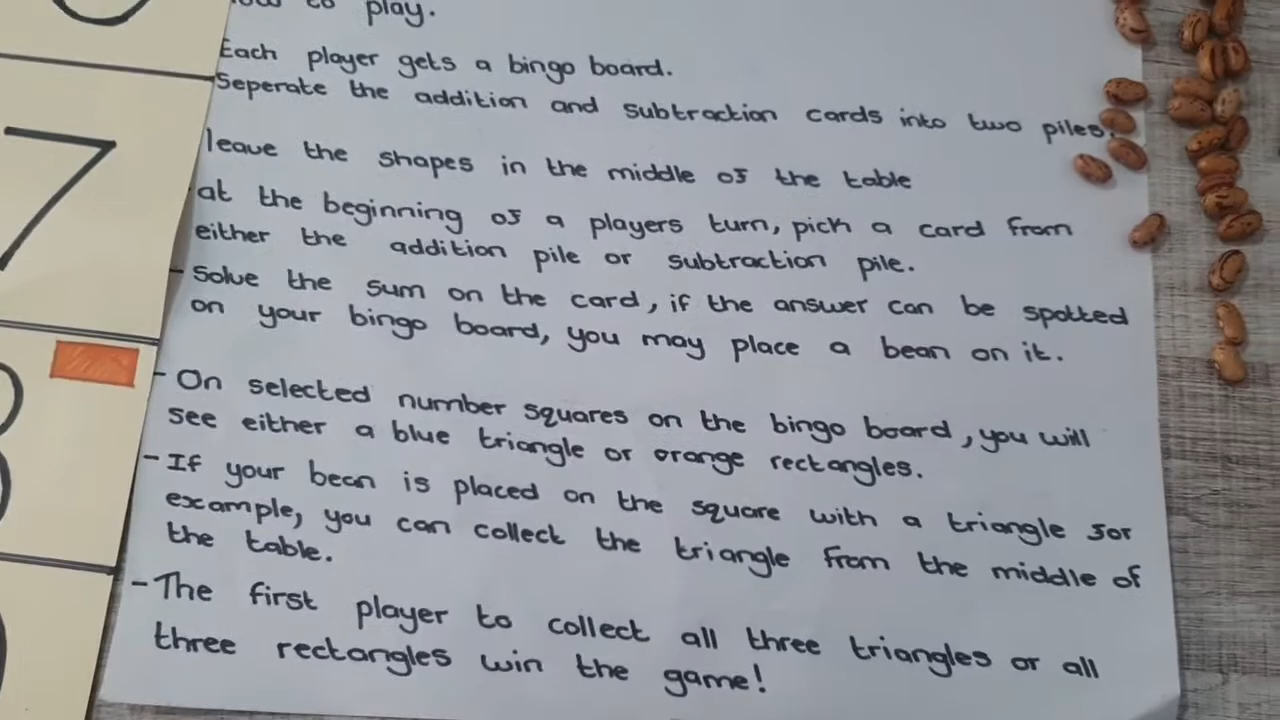 how to play.
Each player gets a bingo board.
Seperate the addition and subtraction cards into two piles.
leave the shapes in the middle of the table
at the beginning of a players turn, pick a card from
either the addition pile or subtraction pile.
- Solve the sum on the card, if the answer can be spotted
on your bingo board, you may place a bean on it.
- On selected number squares on the bingo board, you will
see either a blue triangle or orange rectangles.
- If your bean is placed on the square with a triangle for
example, you can collect the triangle from the middle of
the table.
- The first player to collect all three triangles or all
three rectangles win the game!
7